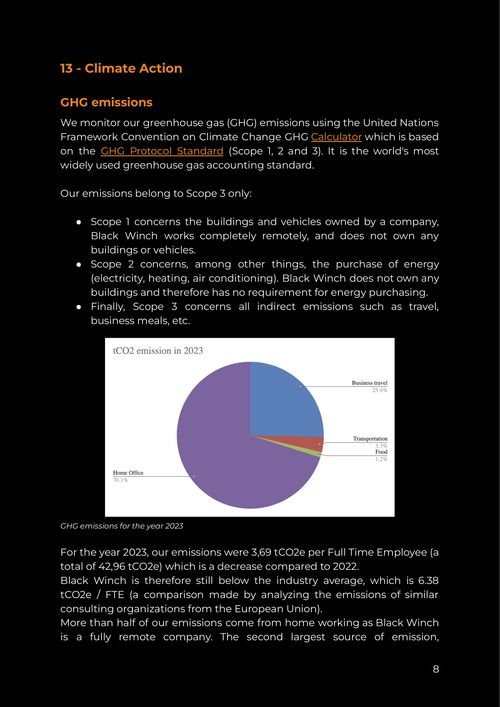 13 - Climate Action
GHG emissions
We monitor our greenhouse gas (GHG) emissions using the United Nations
Framework Convention on Climate Change GHG Calculator which is based
on the GHG Protocol Standard (Scope 1, 2 and 3). It is the world's most
widely used greenhouse gas accounting standard.
Our emissions belong to Scope 3 only:
● Scope 1 concerns the buildings and vehicles owned by a company,
Black Winch works completely remotely, and does not own any
buildings or vehicles.
● Scope 2 concerns, among other things, the purchase of energy
(electricity, heating, air conditioning). Black Winch does not own any
buildings and therefore has no requirement for energy purchasing.
● Finally, Scope 3 concerns all indirect emissions such as travel,
business meals, etc.
tCO2 emission in 2023
Business travel
25.4%
Transportation
3.3%
Food
1.2%
Home Office
70.1%
GHG emissions for the year 2023
For the year 2023, our emissions were 3,69 tCO2e per Full Time Employee (a
total of 42,96 tCO2e) which is a decrease compared to 2022.
Black Winch is therefore still below the industry average, which is 6.38
tCO2e / FTE (a comparison made by analyzing the emissions of similar
consulting organizations from the European Union).
More than half of our emissions come from home working as Black Winch
is a fully remote company. The second largest source of emission,
8